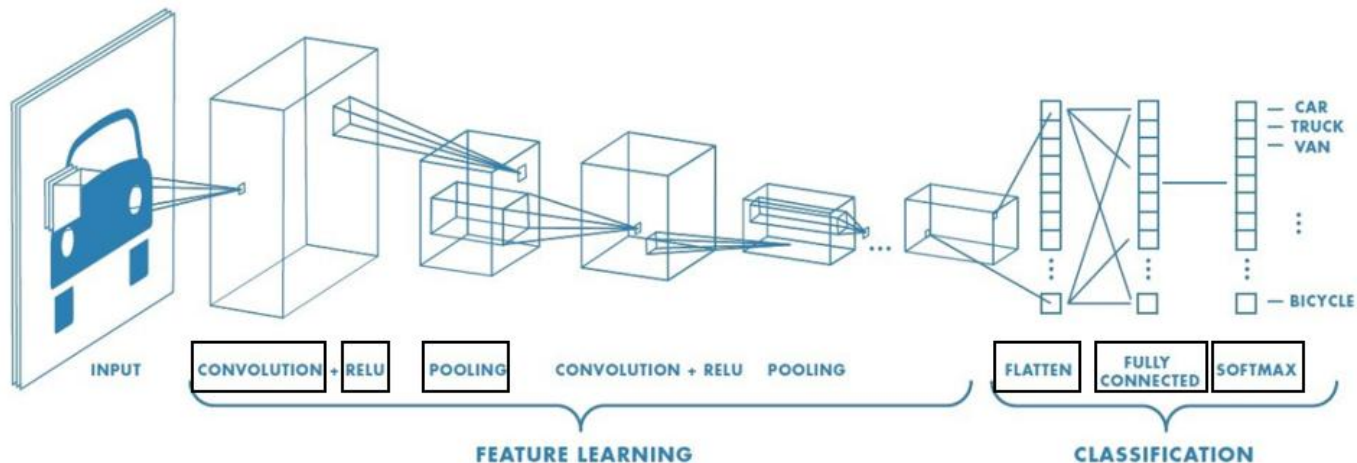 CAR
TRUCK
VAN
BICYCLE
INPUT
CONVOLUTION + RELU
POOLING
CONVOLUTION + RELU
POOLING
FLATTEN
FULLY
CONNECTED
SOFTMAX
FEATURE LEARNING
CLASSIFICATION